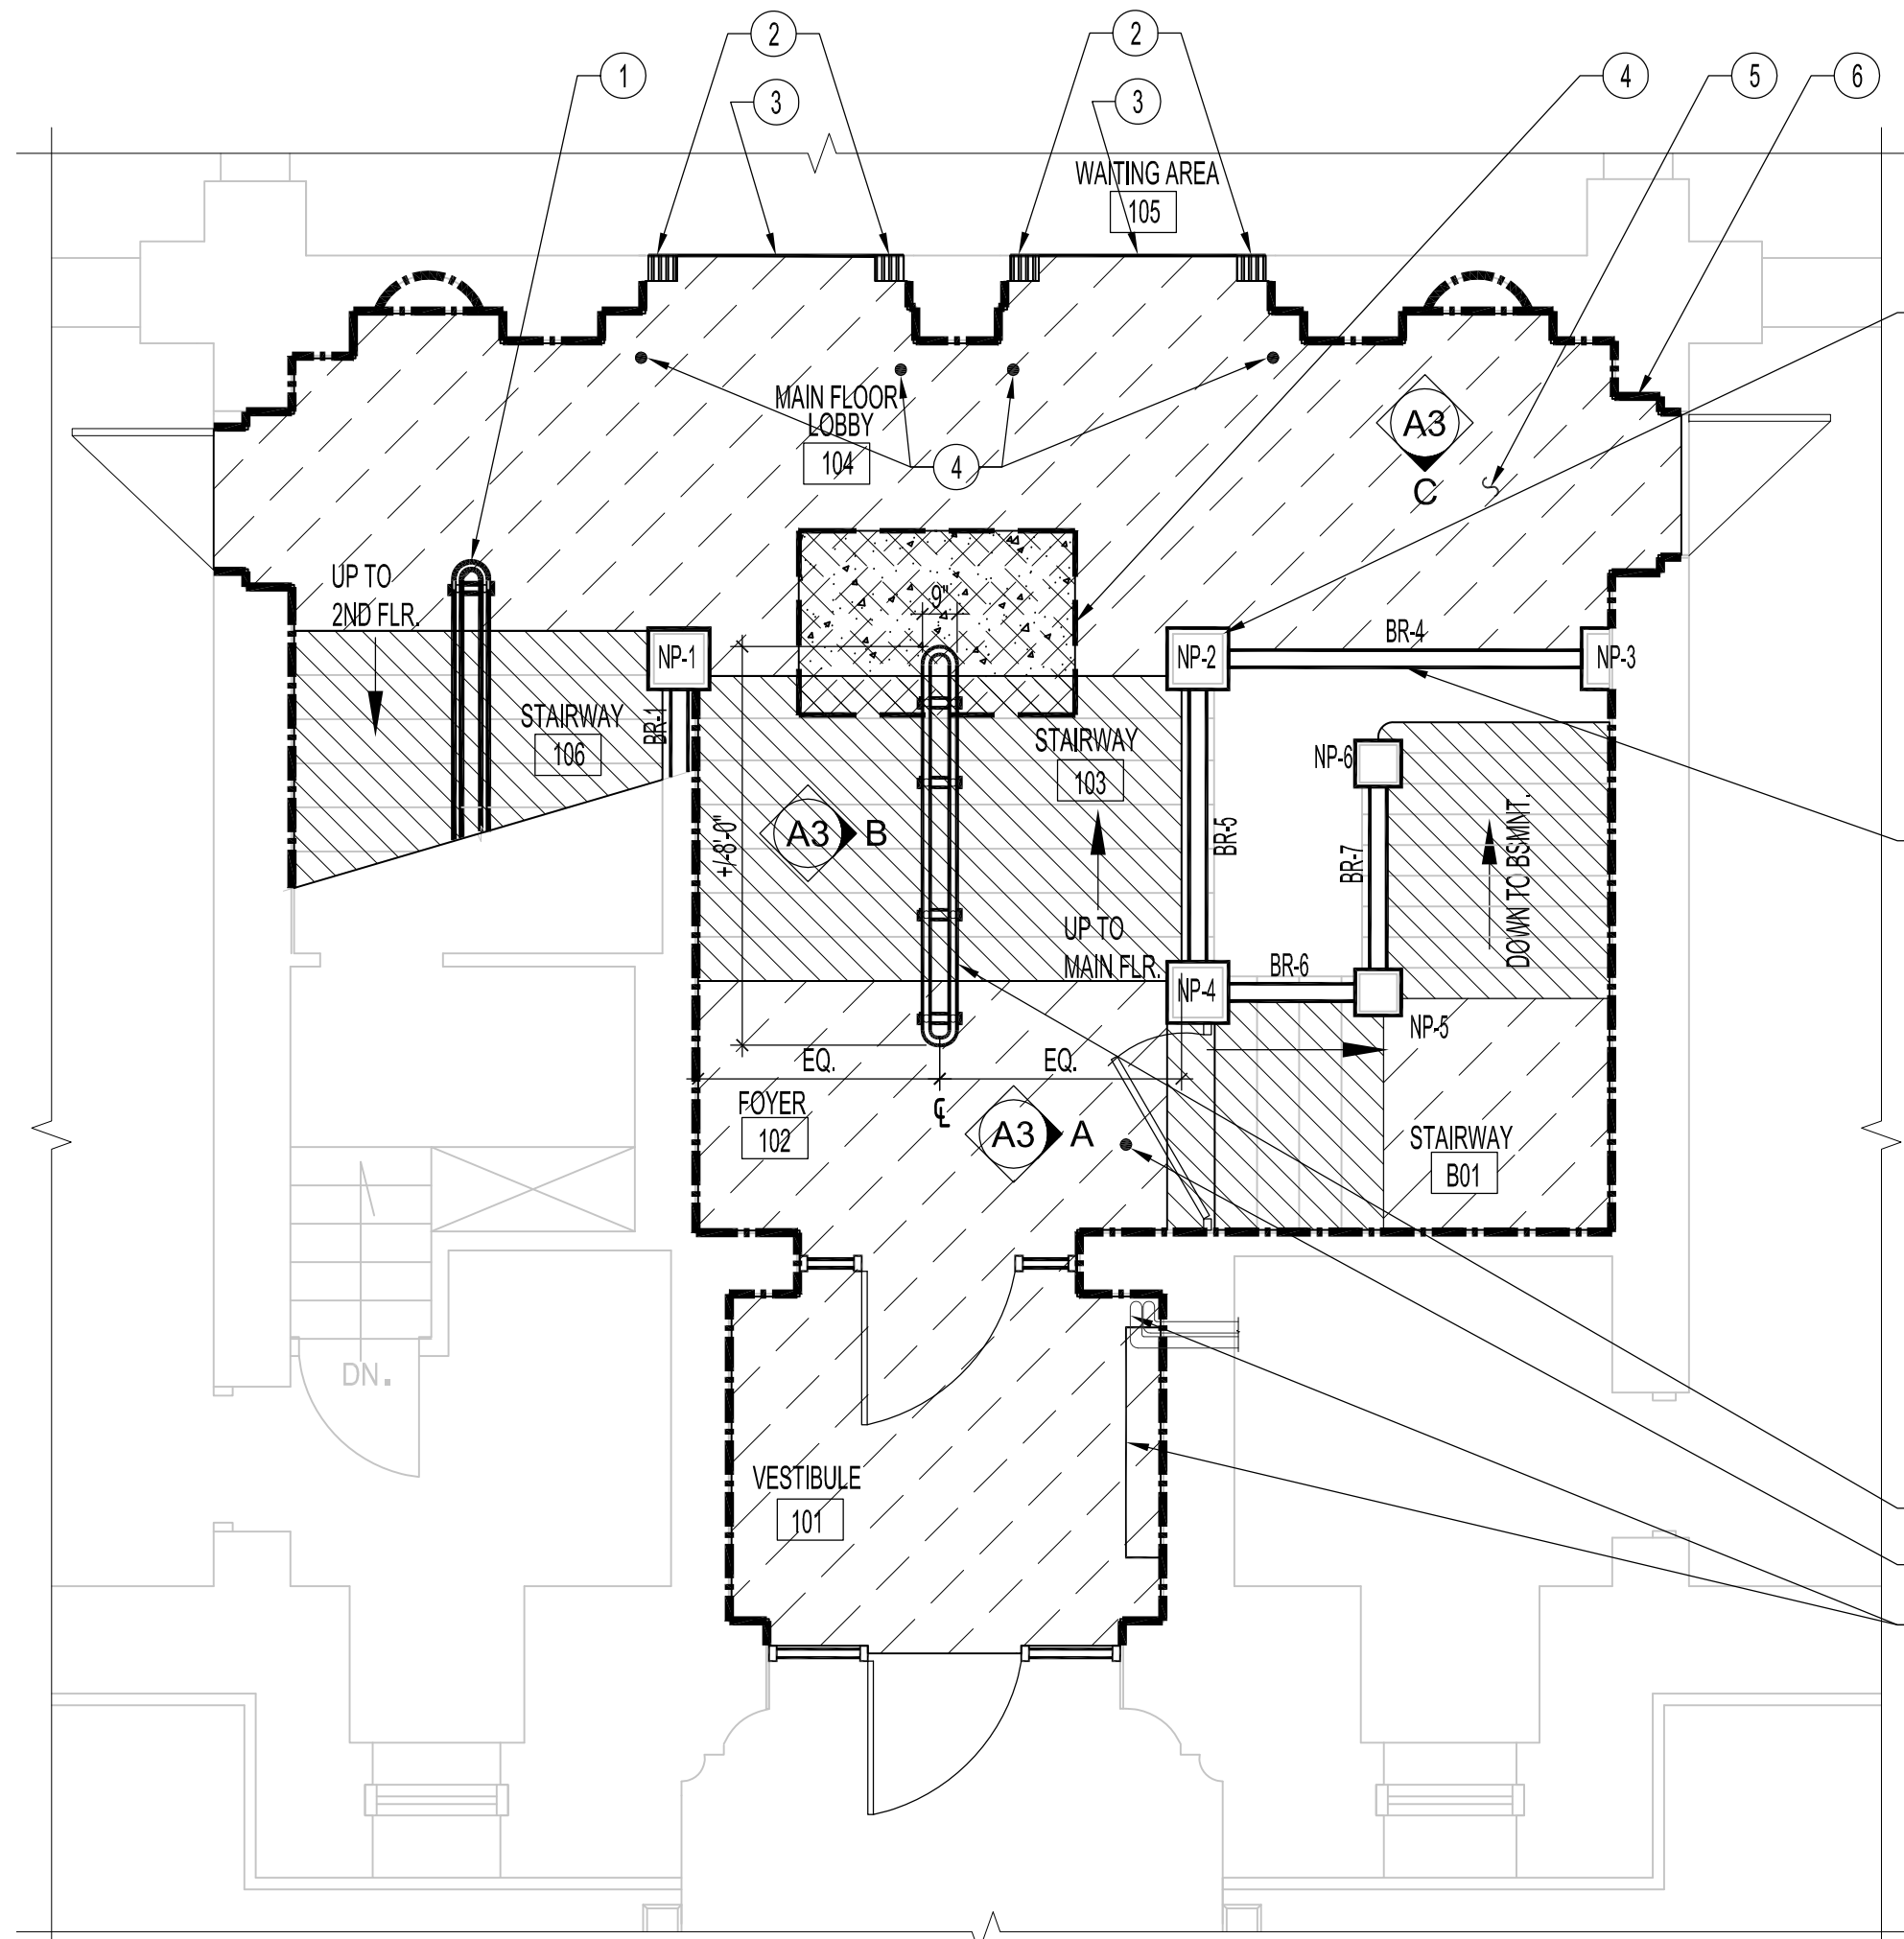 2
2
1
3
3
4
5
6
WAITING AREA
105
MAIN FLOOR
LOBBY
104
4
A3
C
UP TO
2ND FLR.
9"
NP-1
NP-2
BR-4
NP-3
STAIRWAY
106
BR-1
STAIRWAY
103
NP-6
A3
B
+/-8'-0"
BR-5
BR-7
DOWN TO BSMNT.
UP TO
MAIN FLR.
BR-6
NP-4
NP-5
EQ.
EQ.
FOYER
102
℄
A3
A
STAIRWAY
B01
DN.
VESTIBULE
101